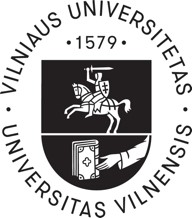 VILNIAUS UNIVERSITETAS
· 1579 ·
UNIVERSITAS VILNENSIS